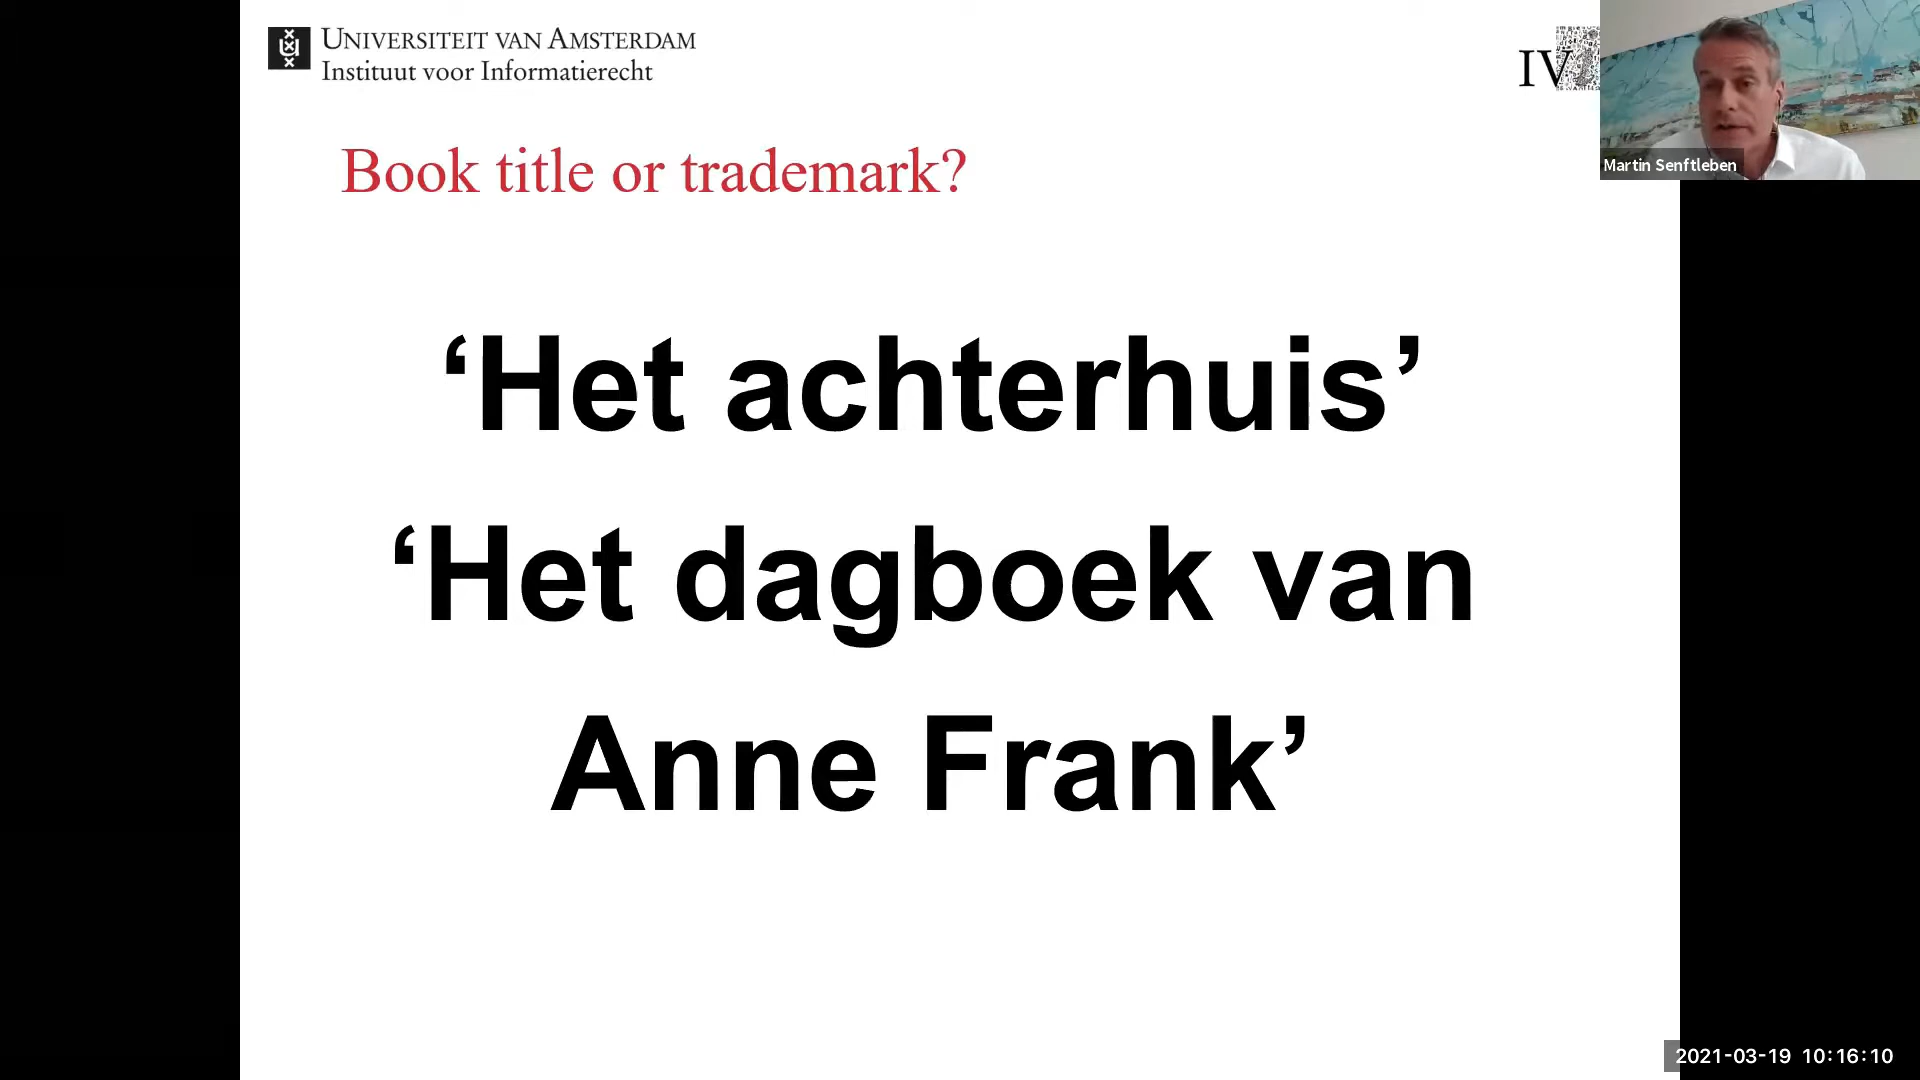 UNIVERSITEIT VAN AMSTERDAM
Instituut voor Informatierecht
IV
Martin Senftleben
Book title or trademark?
‘Het achterhuis’
‘Het dagboek van
Anne Frank’
2021-03-19 10:16:10